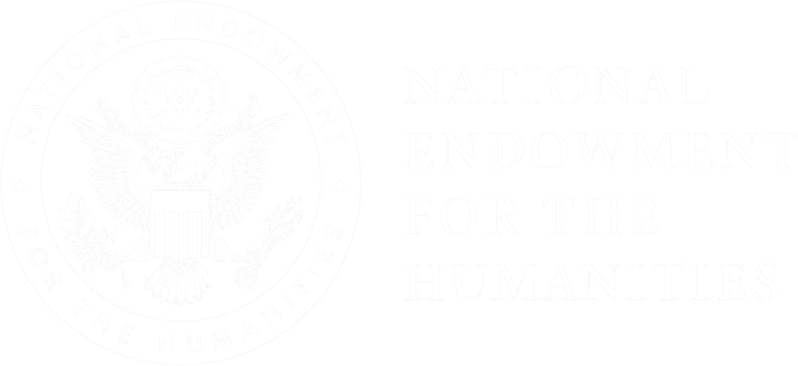 NATIONAL ENDOWMENT
FOR THE HUMANITIES
NATIONAL
ENDOWMENT
FOR THE
HUMANITIES